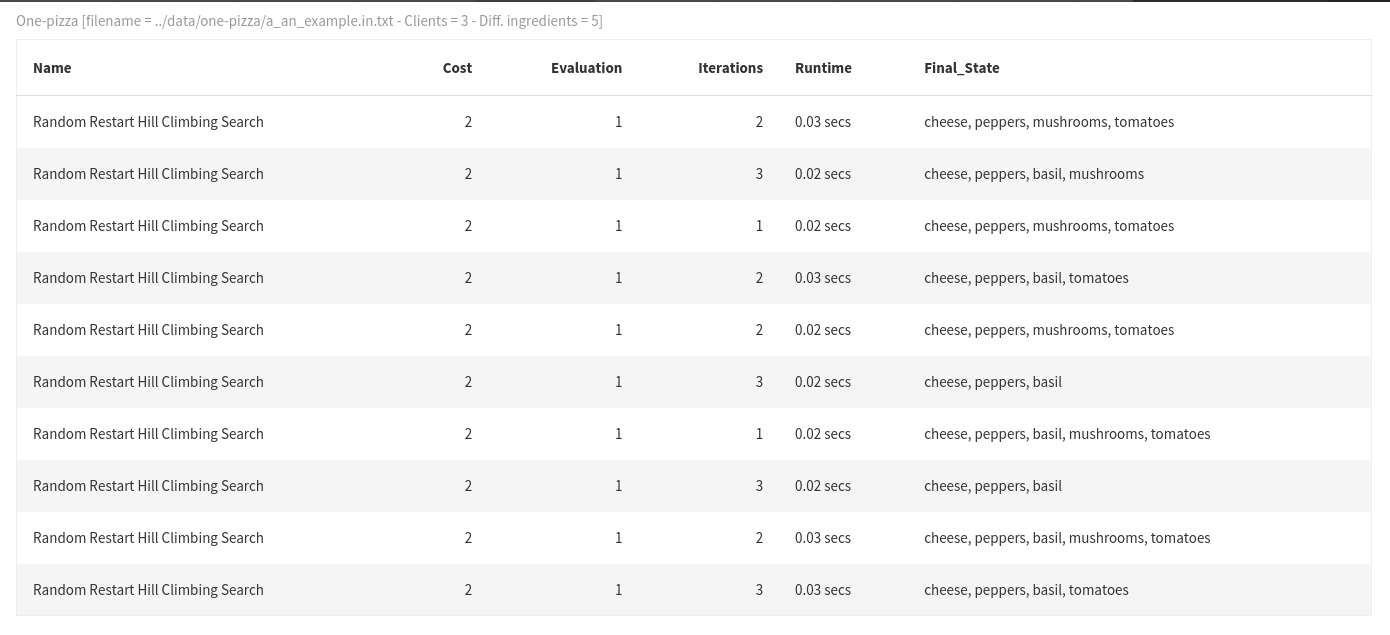 One-pizza [filename = ../data/one-pizza/a_an_example.in.txt - Clients = 3 - Diff. ingredients = 5]
Name Cost Evaluation Iterations Runtime Final_State
Random Restart Hill Climbing Search 2 1 2 0.03 secs cheese, peppers, mushrooms, tomatoes
Random Restart Hill Climbing Search 2 1 3 0.02 secs cheese, peppers, basil, mushrooms
Random Restart Hill Climbing Search 2 1 1 0.02 secs cheese, peppers, mushrooms, tomatoes
Random Restart Hill Climbing Search 2 1 2 0.03 secs cheese, peppers, basil, tomatoes
Random Restart Hill Climbing Search 2 1 2 0.02 secs cheese, peppers, mushrooms, tomatoes
Random Restart Hill Climbing Search 2 1 3 0.02 secs cheese, peppers, basil
Random Restart Hill Climbing Search 2 1 1 0.02 secs cheese, peppers, basil, mushrooms, tomatoes
Random Restart Hill Climbing Search 2 1 3 0.02 secs cheese, peppers, basil
Random Restart Hill Climbing Search 2 1 2 0.03 secs cheese, peppers, basil, mushrooms, tomatoes
Random Restart Hill Climbing Search 2 1 3 0.03 secs cheese, peppers, basil, tomatoes